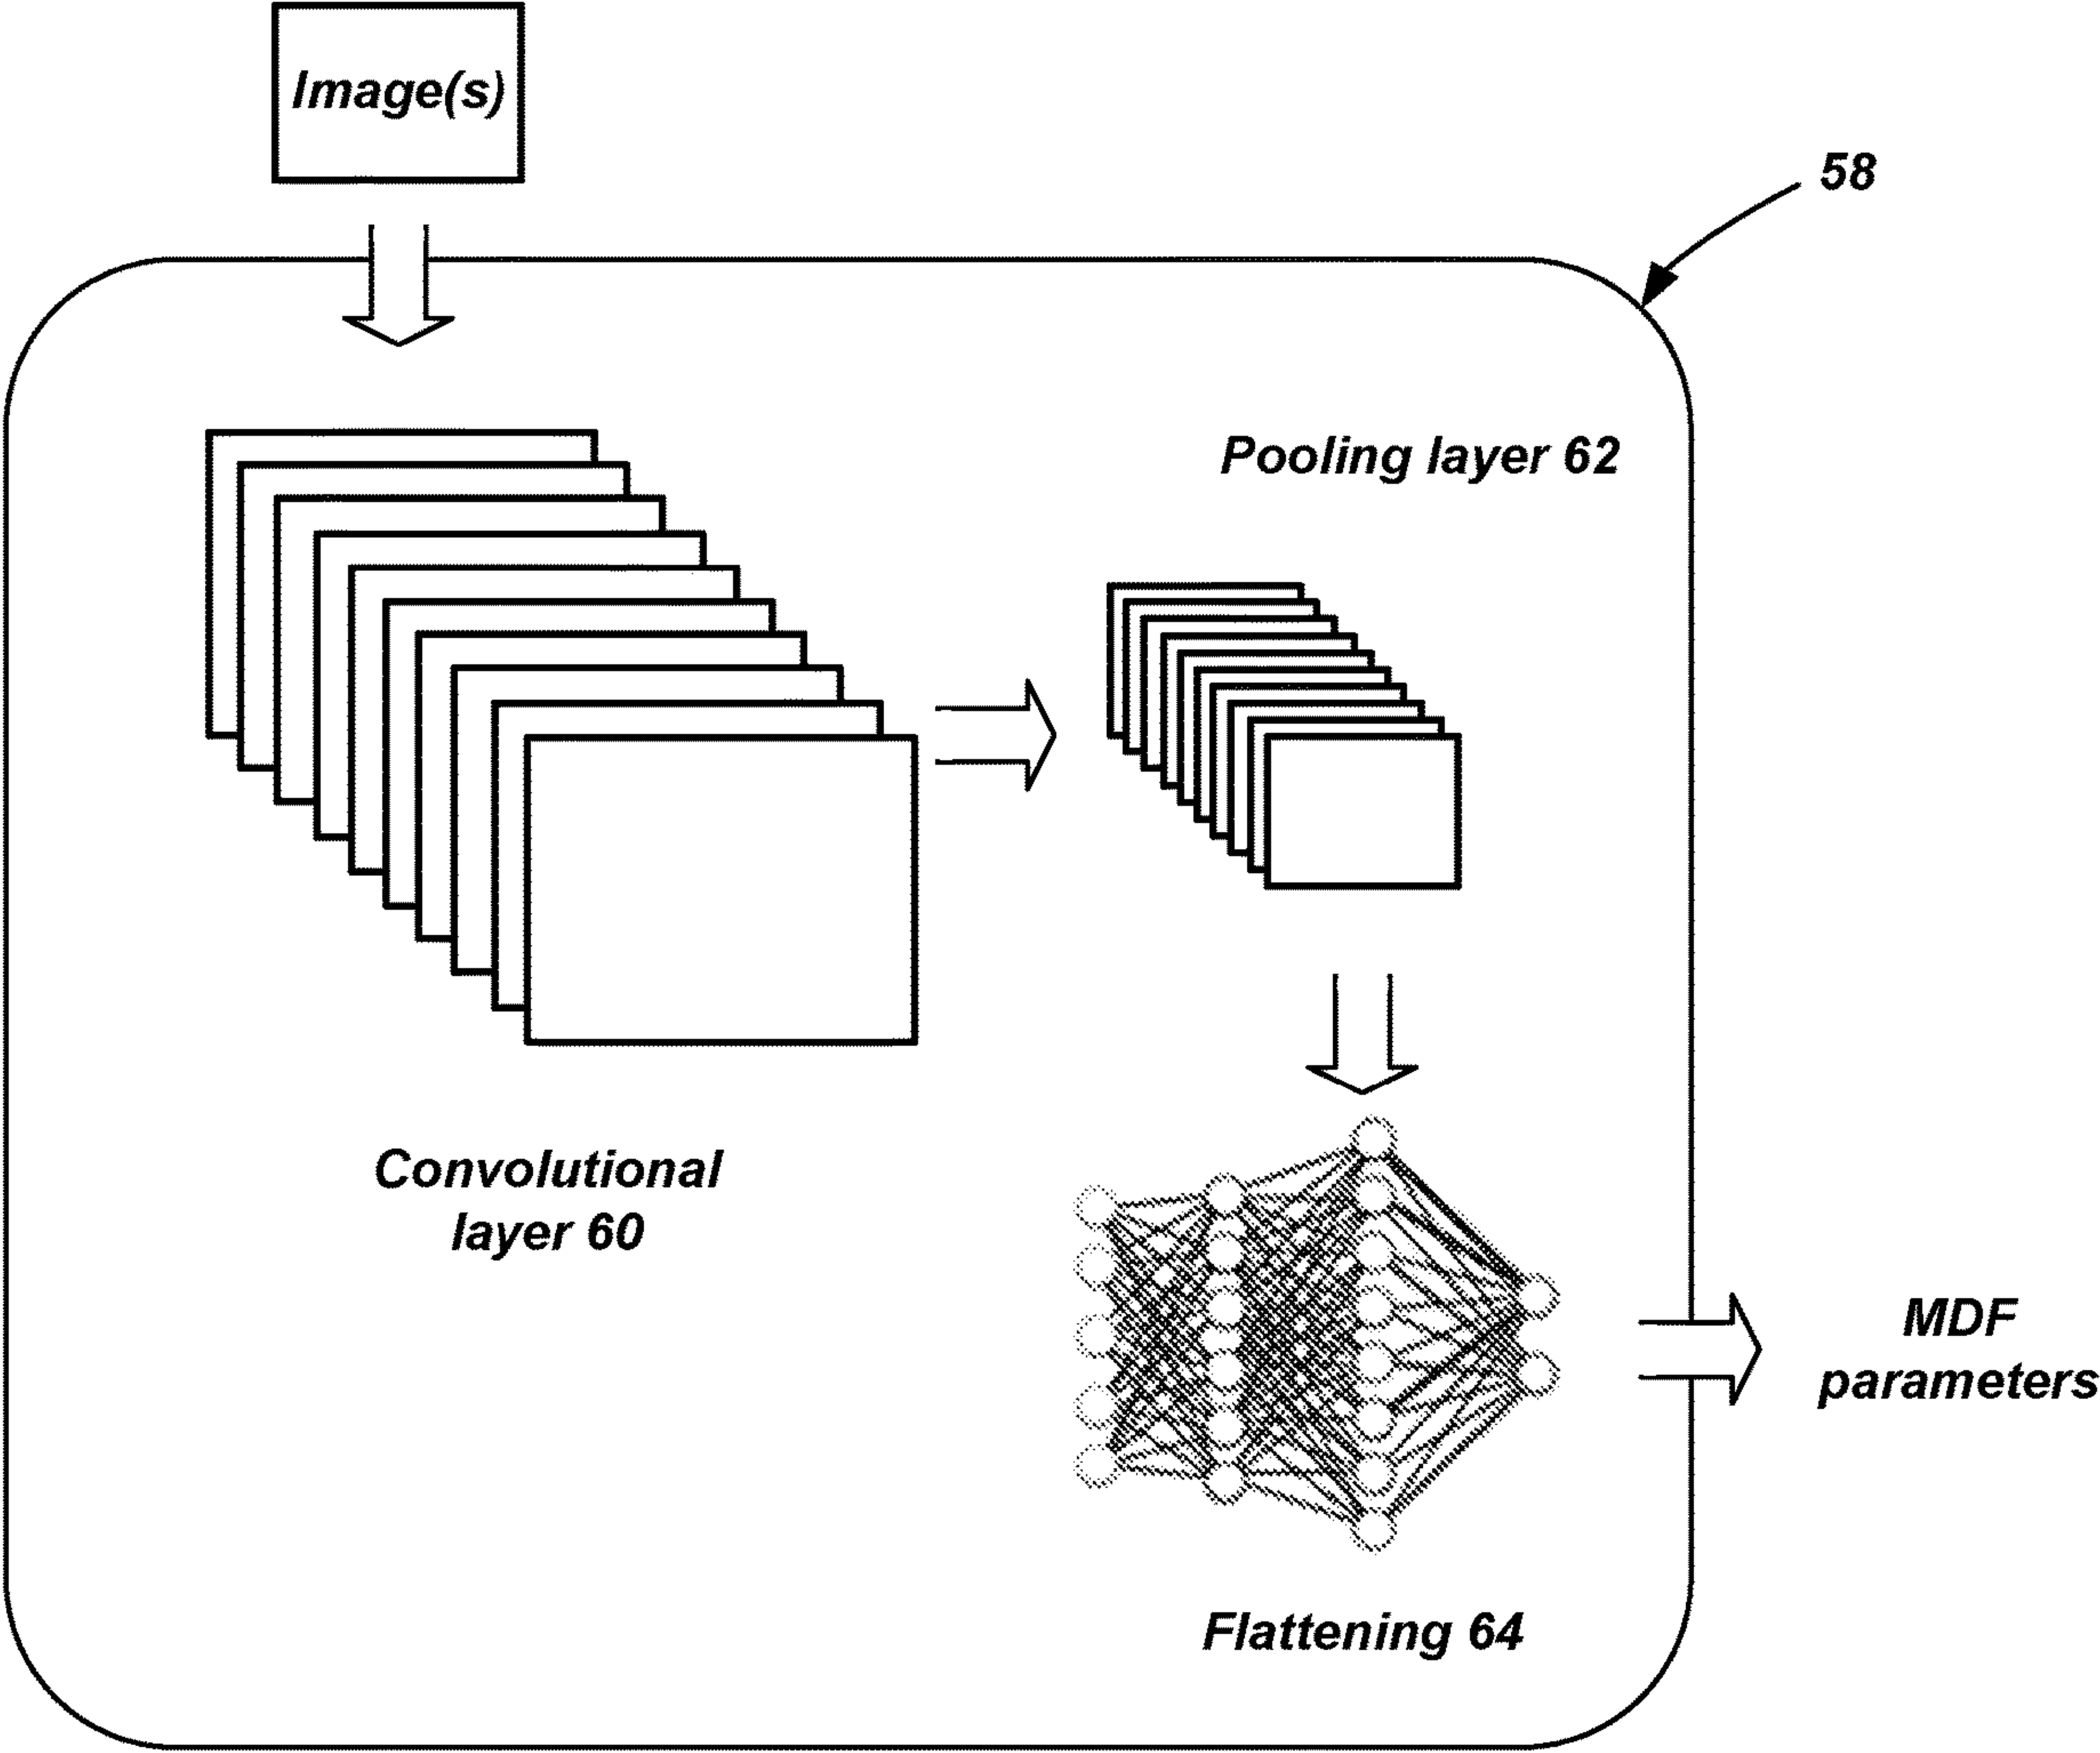 Image(s)
58
Pooling layer 62
Convolutional
layer 60
MDF
parameters
Flattening 64